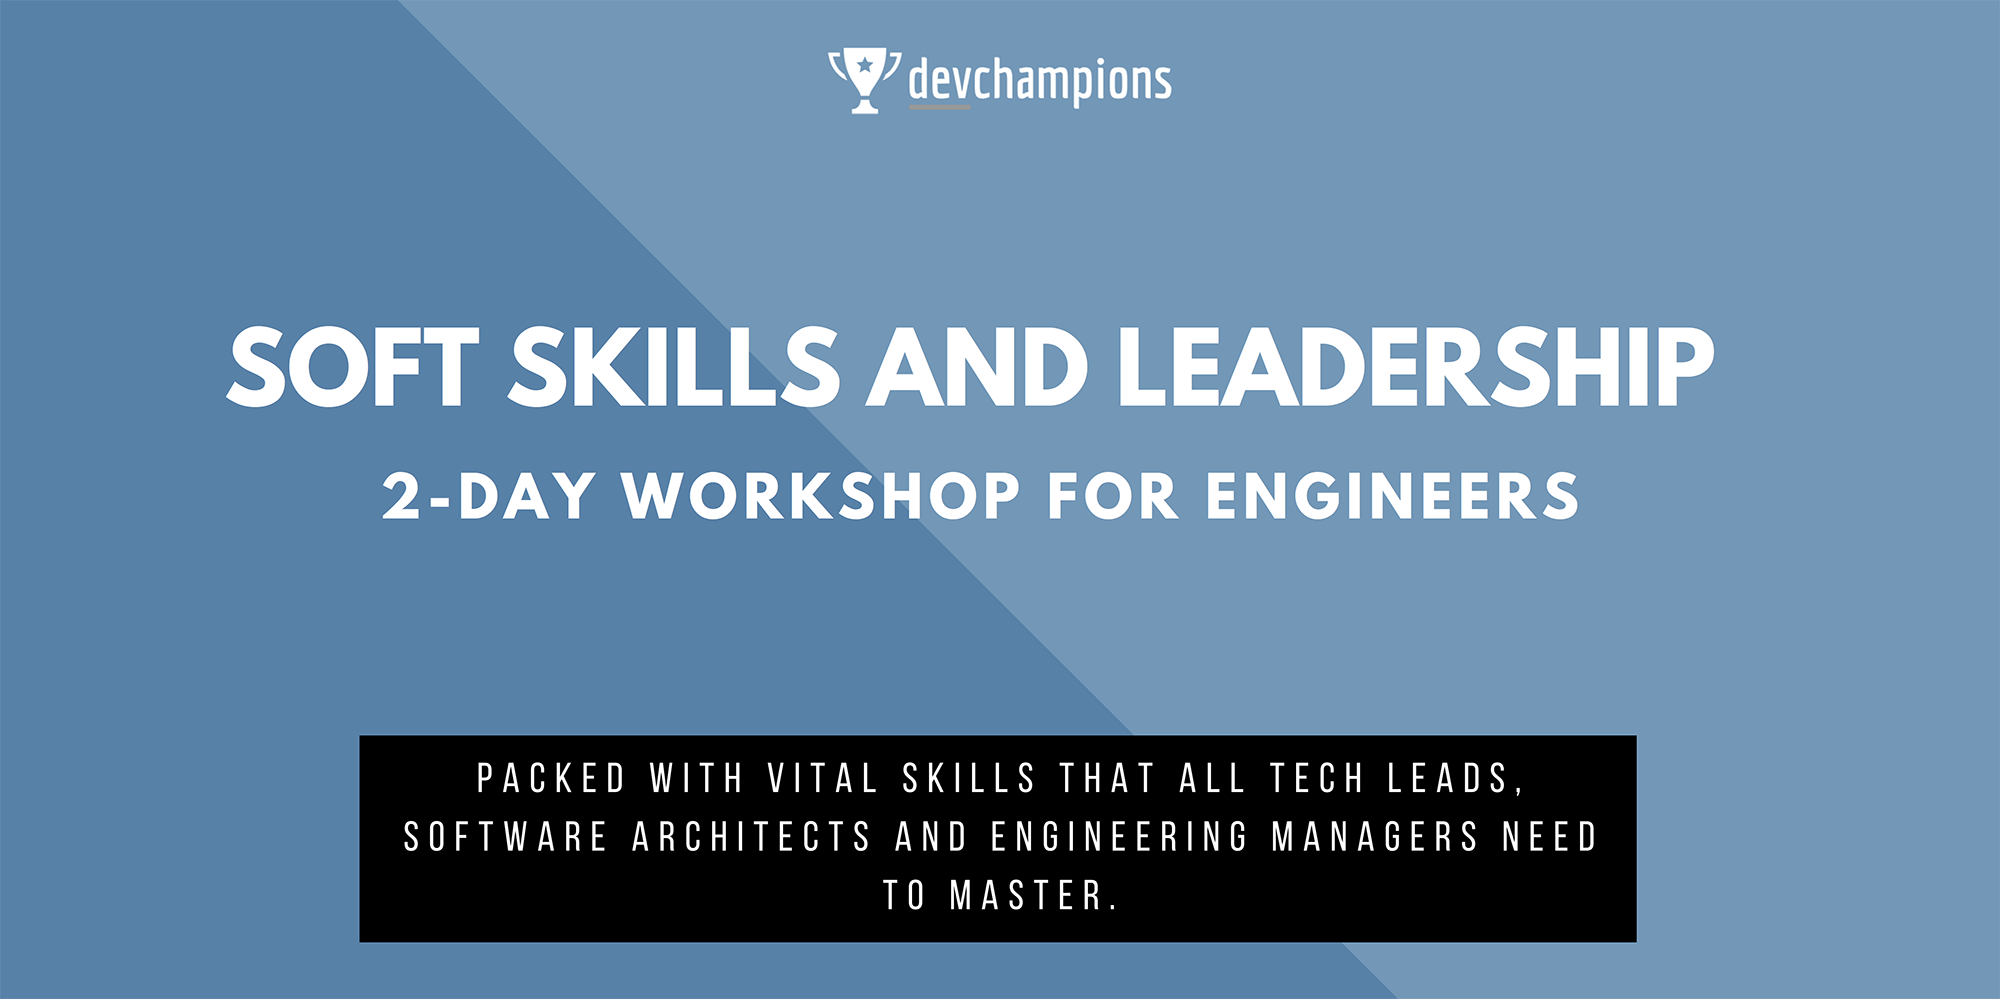 devchampions
SOFT SKILLS AND LEADERSHIP
2-DAY WORKSHOP FOR ENGINEERS
PACKED WITH VITAL SKILLS THAT ALL TECH LEADS,
SOFTWARE ARCHITECTS AND ENGINEERING MANAGERS NEED
TO MASTER.